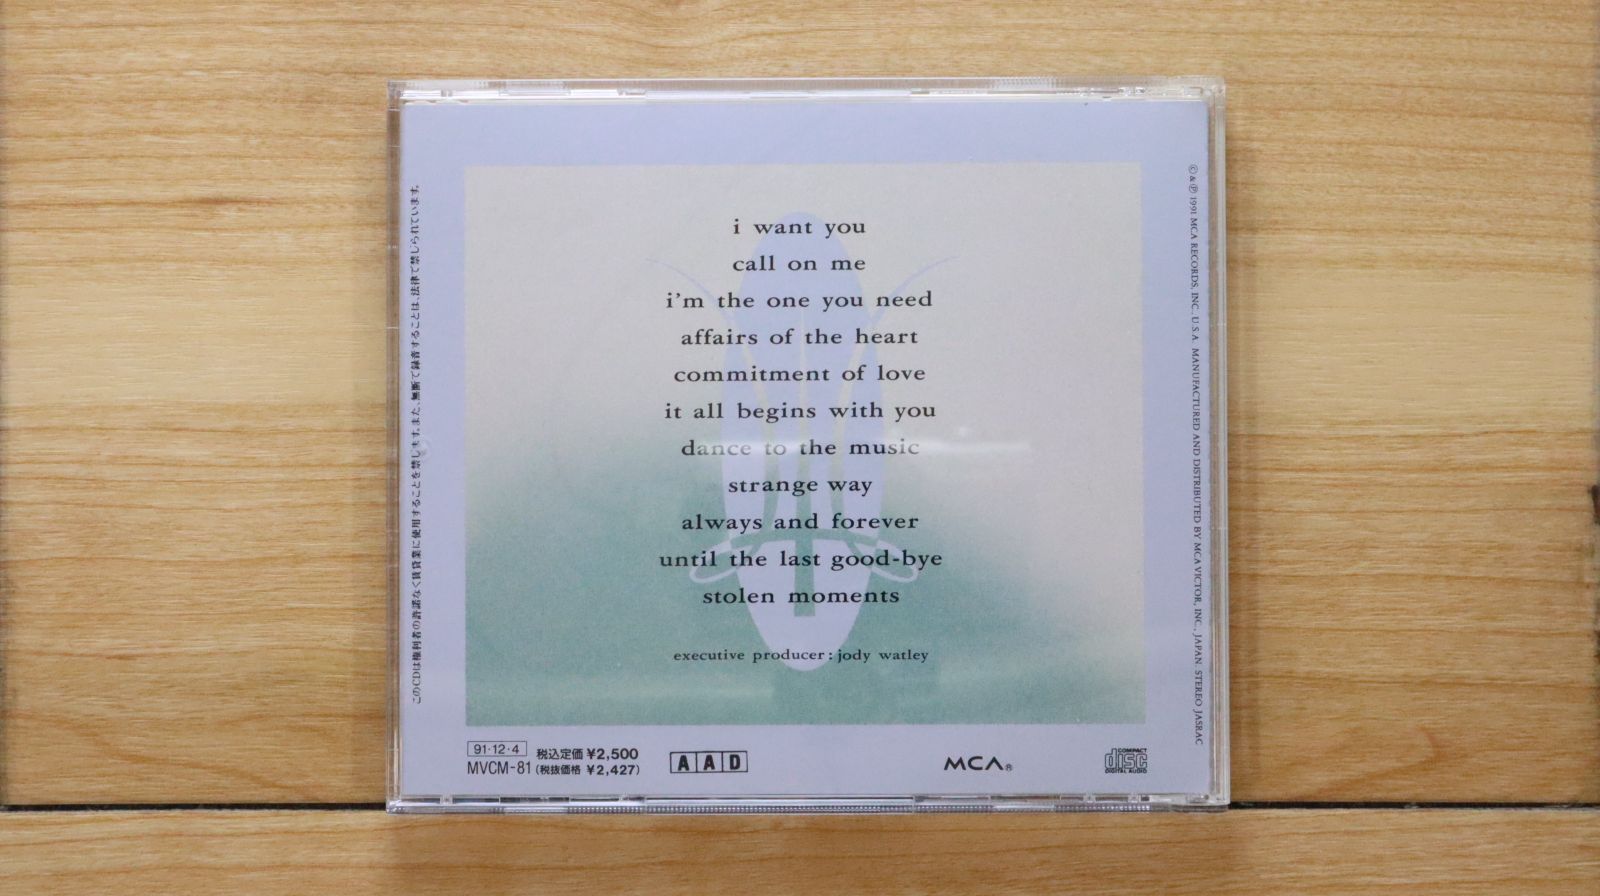 i want you
call on me
i'm the one you need
affairs of the heart
commitment of love
it all begins with you
dance to the music
strange way
always and forever
until the last good-bye
stolen moments
executive producer : jody watley
このCDは権利者の許諾なく賃貸業に使用することを禁じます。また、無断で録音することは、法律で禁じられています。
Ⓒ & Ⓟ 1991 MCA RECORDS, INC., U.S.A. MANUFACTURED AND DISTRIBUTED BY MCA VICTOR, INC., JAPAN. STEREO JASRAC
91·12·4 税込定価 ¥2,500
MVCM-81 (税抜価格 ¥2,427)
AAD
MCA®
COMPACT
disc
DIGITAL AUDIO